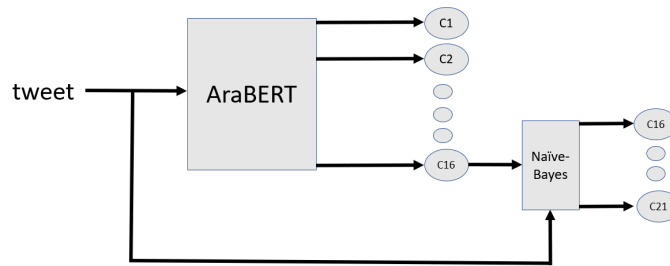 tweet
AraBERT
C1
C2
C16
Naïve-
Bayes
C16
C21